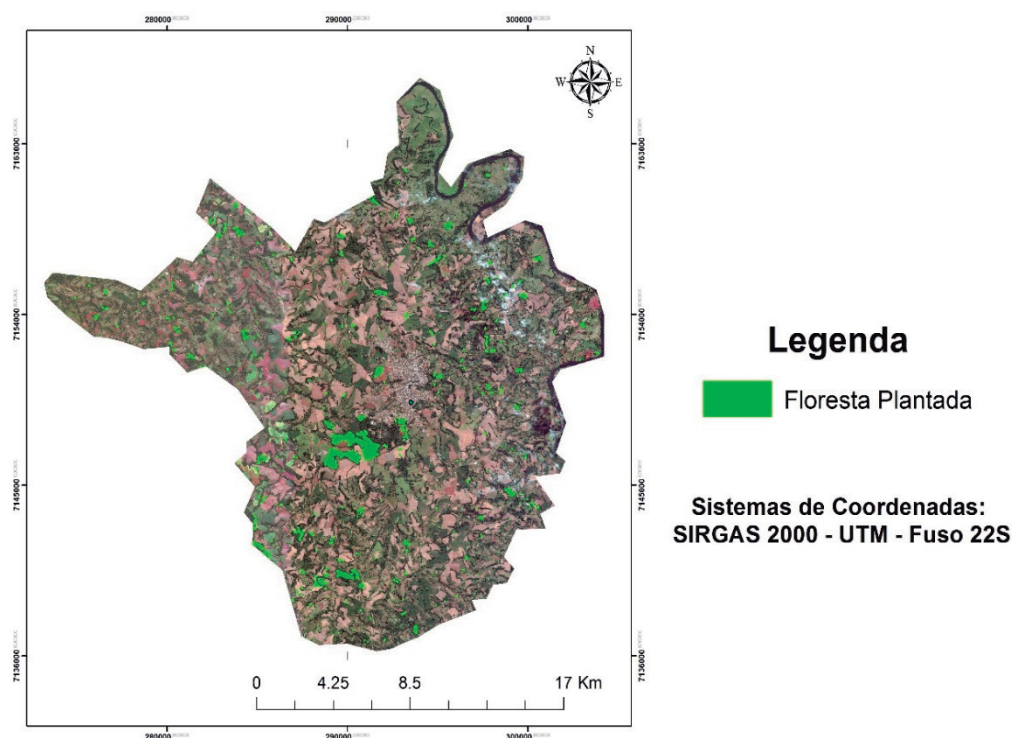 280000
290000
300000
N
W
E
S
7163000
7163000
7154000
7154000
7145000
7145000
7136000
7136000
Legenda
Floresta Plantada
Sistemas de Coordenadas:
SIRGAS 2000 - UTM - Fuso 22S
0 4.25 8.5 17 Km
280000
290000
300000